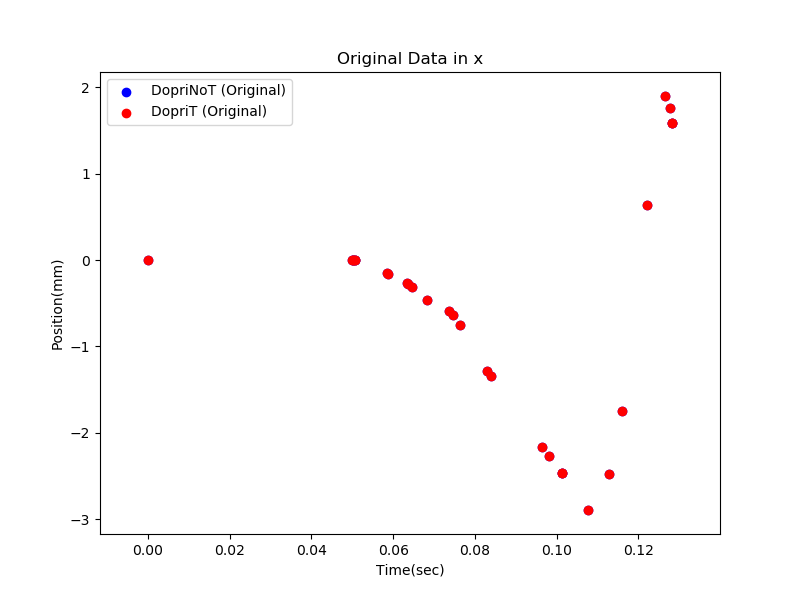 Original Data in x
DopriNoT (Original)
DopriT (Original)
2
1
0
−1
−2
−3
Position(mm)
0.00 0.02 0.04 0.06 0.08 0.10 0.12
Time(sec)